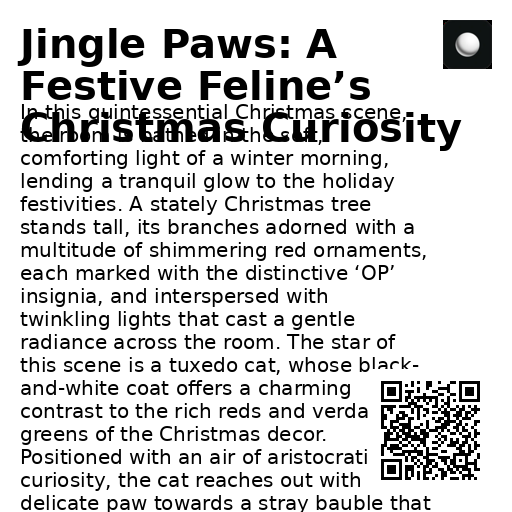 Jingle Paws: A
Festive Feline’s
Christmas Curiosity
In this quintessential Christmas scene,
the room is bathed in the soft,
comforting light of a winter morning,
lending a tranquil glow to the holiday
festivities. A stately Christmas tree
stands tall, its branches adorned with a
multitude of shimmering red ornaments,
each marked with the distinctive ‘OP’
insignia, and interspersed with
twinkling lights that cast a gentle
radiance across the room. The star of
this scene is a tuxedo cat, whose black-
and-white coat offers a charming
contrast to the rich reds and verda
greens of the Christmas decor.
Positioned with an air of aristocrati
curiosity, the cat reaches out with
delicate paw towards a stray bauble that